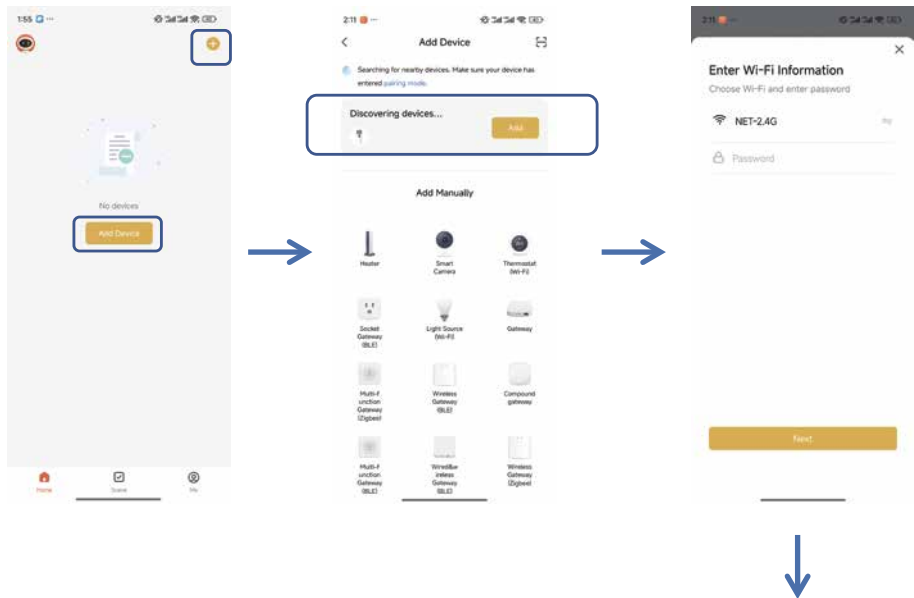 1:55
No devices
Add Device
Home
Scene
My
2:11
Add Device
Searching for nearby devices. Make sure your device has
entered pairing mode.
Discovering devices...
Add
Add Manually
Heater
Smart
Camera
Thermostat
(Wi-Fi)
Socket
Gateway
(BLE)
Light Source
(Wi-Fi)
Gateway
Multi-f
unction
Gateway
(Zigbee)
Wireless
Gateway
(BLE)
Compound
gateway
Multi-f
unction
Gateway
(BLE)
Wired&w
ireless
Gateway
(BLE)
Wireless
Gateway
(Zigbee)
2:11
Enter Wi-Fi Information
Choose Wi-Fi and enter password
NET-2.4G
Password
Next